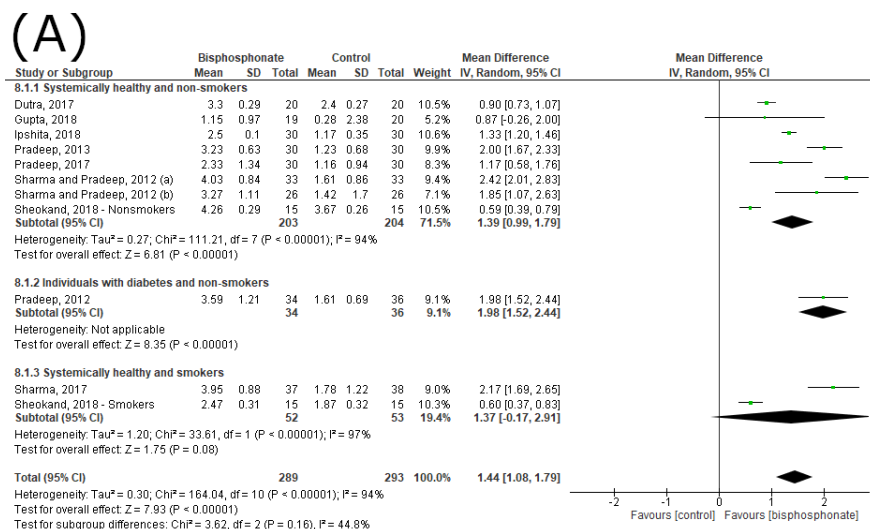 (A)
Bisphosphonate Control Mean Difference Mean Difference
Study or Subgroup Mean SD Total Mean SD Total Weight IV, Random, 95% CI IV, Random, 95% CI
8.1.1 Systemically healthy and non-smokers
Dutra, 2017 3.3 0.29 20 2.4 0.27 20 10.5% 0.90 [0.73, 1.07]
Gupta, 2018 1.15 0.97 19 0.28 2.38 20 6.0% 0.87 [-0.26, 2.00]
Ipshita, 2018 2.5 0.1 30 1.17 0.35 30 10.6% 1.33 [1.20, 1.46]
Pradeep, 2013 3.23 0.63 30 1.23 0.68 30 10.0% 2.00 [1.67, 2.33]
Pradeep, 2017 2.33 1.34 30 1.16 0.94 30 8.5% 1.17 [0.58, 1.76]
Sharma and Pradeep, 2012 (a) 4.03 0.84 33 1.61 0.86 33 9.5% 2.42 [2.01, 2.83]
Sharma and Pradeep, 2012 (b) 3.27 1.11 26 1.42 1.7 26 7.1% 1.85 [1.07, 2.63]
Sheokand, 2018 - Nonsmokers 4.26 0.29 15 3.67 0.26 15 10.4% 0.59 [0.39, 0.79]
Subtotal (95% CI) 203 204 71.5% 1.39 [0.99, 1.79]
Heterogeneity: Tau² = 0.27; Chi² = 111.21, df = 7 (P < 0.00001); I² = 94%
Test for overall effect: Z = 6.81 (P < 0.00001)
8.1.2 Individuals with diabetes and non-smokers
Pradeep, 2012 3.59 1.21 34 1.61 0.69 36 9.1% 1.98 [1.52, 2.44]
Subtotal (95% CI) 34 36 9.1% 1.98 [1.52, 2.44]
Heterogeneity: Not applicable
Test for overall effect: Z = 8.35 (P < 0.00001)
8.1.3 Systemically healthy and smokers
Sharma, 2017 3.95 0.88 37 1.78 1.22 38 9.0% 2.17 [1.69, 2.65]
Sheokand, 2018 - Smokers 2.47 0.31 15 1.87 0.32 15 10.3% 0.60 [0.37, 0.83]
Subtotal (95% CI) 52 53 19.4% 1.37 [-0.17, 2.91]
Heterogeneity: Tau² = 1.20; Chi² = 33.61, df = 1 (P < 0.00001); I² = 97%
Test for overall effect: Z = 1.75 (P = 0.08)
Total (95% CI) 289 293 100.0% 1.44 [1.08, 1.79]
Heterogeneity: Tau² = 0.30; Chi² = 164.04, df = 10 (P < 0.00001); I² = 94%
Test for overall effect: Z = 7.93 (P < 0.00001)
Test for subgroup differences: Chi² = 3.62, df = 2 (P = 0.16), I² = 44.8%
-2 -1 0 1 2
Favours [control] Favours [bisphosphonate]